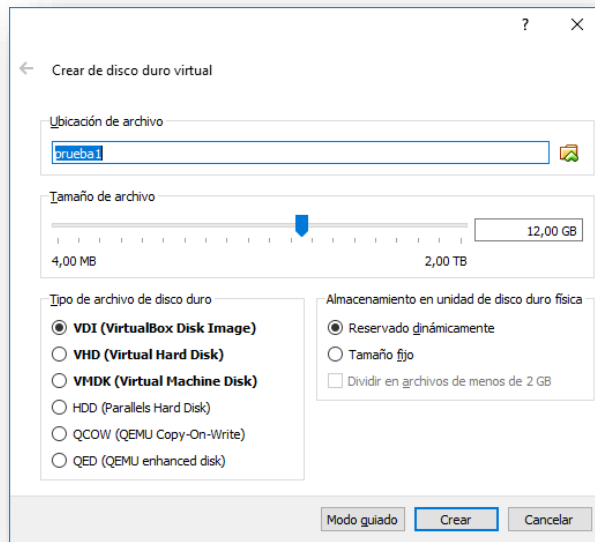 ?
Crear de disco duro virtual
Ubicación de archivo
prueba1
Tamaño de archivo
12,00 GB
4,00 MB
2,00 TB
Tipo de archivo de disco duro
VDI (VirtualBox Disk Image)
VHD (Virtual Hard Disk)
VMDK (Virtual Machine Disk)
HDD (Parallels Hard Disk)
QCOW (QEMU Copy-On-Write)
QED (QEMU enhanced disk)
Almacenamiento en unidad de disco duro física
Reservado dinámicamente
Tamaño fijo
Dividir en archivos de menos de 2 GB
Modo guiado
Crear
Cancelar